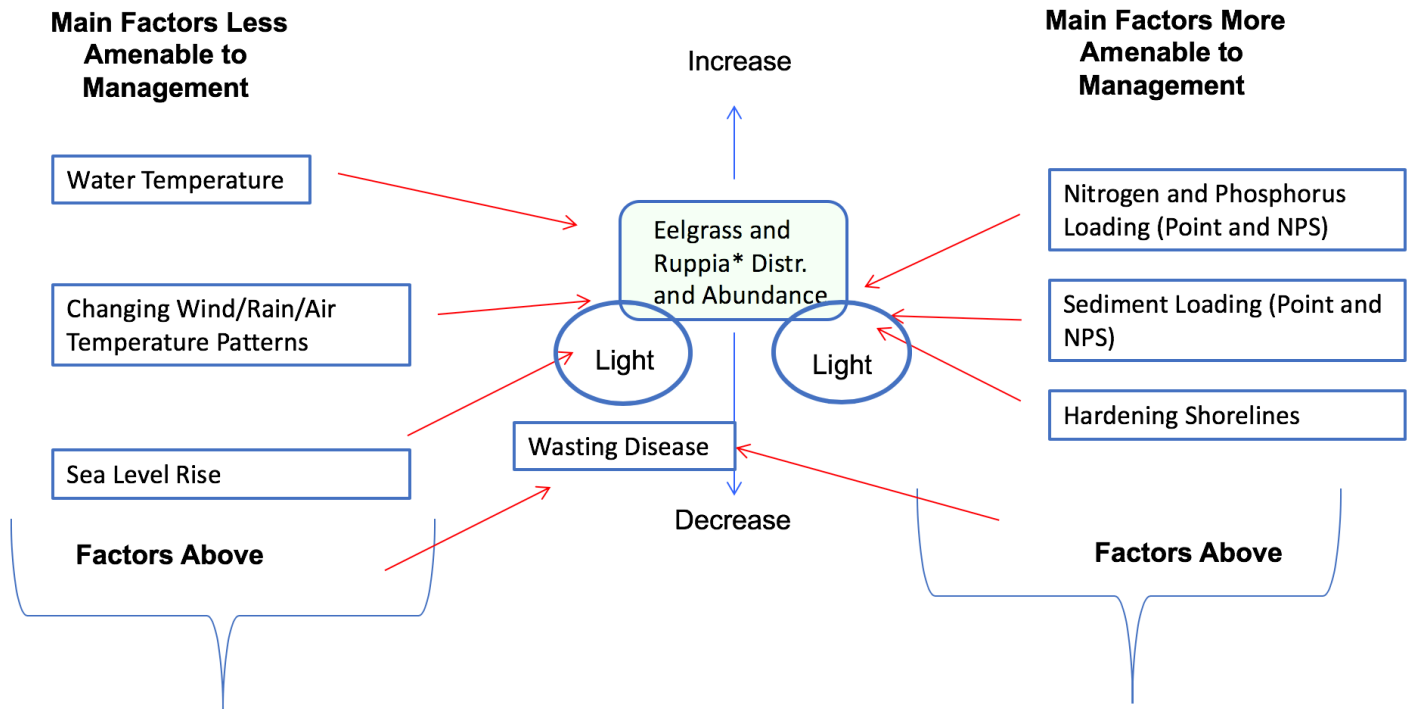 Main Factors Less
Amenable to
Management
Increase
Main Factors More
Amenable to
Management
Water Temperature
Changing Wind/Rain/Air
Temperature Patterns
Sea Level Rise
Factors Above
Eelgrass and
Ruppia* Distr.
and Abundance
Light
Light
Wasting Disease
Decrease
Nitrogen and Phosphorus
Loading (Point and NPS)
Sediment Loading (Point and
NPS)
Hardening Shorelines
Factors Above